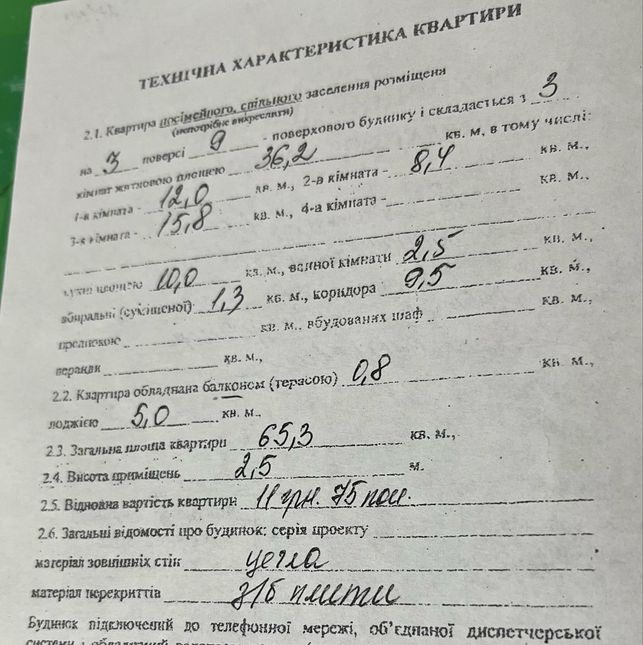 ТЕХНІЧНА ХАРАКТЕРИСТИКА КВАРТИРИ
2.1. Квартира посімейного, спільного заселення розміщена
(непотрібне викреслити)
на 3 поверсі 9 - поверхового будинку і складається з 3
кімнат житловою площею 36,2 кв. м, в тому числі:
1-а кімната - 12,0 кв. м., 2-а кімната - 8,4 кв. м.,
3-я кімната - 15,8 кв. м., 4-а кімната - кв. м.,
кухні площею 10,0 кв. м., ванної кімнати 2,5 кв. м.,
вбиральні (суміщеної) 1,3 кв. м., коридора 9,5 кв. м.,
кв. м., вбудованих шаф кв. м.,
веранди кв. м.,
2.2. Квартира обладнана балконом (терасою) 0,8 кв. м.,
лоджією 5,0 кв. м.,
2.3. Загальна площа квартири 65,3 кв. м.,
2.4. Висота приміщень 2,5 м.
2.5. Відновна вартість квартири 11 грн. 75 коп.
2.6. Загальні відомості про будинок: серія проекту
матеріал зовнішніх стін цегла
матеріал перекриттів з/б плити
Будинок підключений до телефонної мережі, об'єднаної диспетчерської
системи і